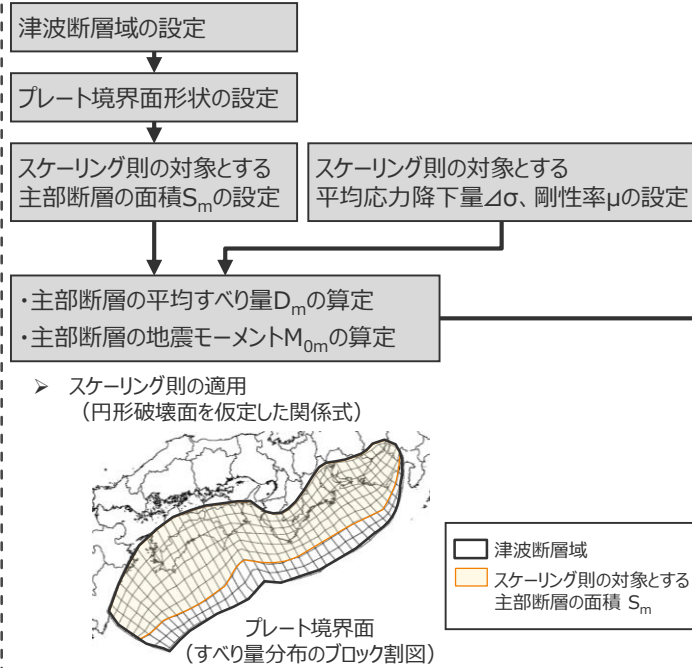 津波断層域の設定
プレート境界面形状の設定
スケーリング則の対象とする
主部断層の面積Smの設定
スケーリング則の対象とする
平均応力降下量⊿σ、剛性率μの設定
・主部断層の平均すべり量Dmの算定
・主部断層の地震モーメントM0mの算定
➢ スケーリング則の適用
（円形破壊面を仮定した関係式）
津波断層域
スケーリング則の対象とする
主部断層の面積 Sm
プレート境界面
（すべり量分布のブロック割図）